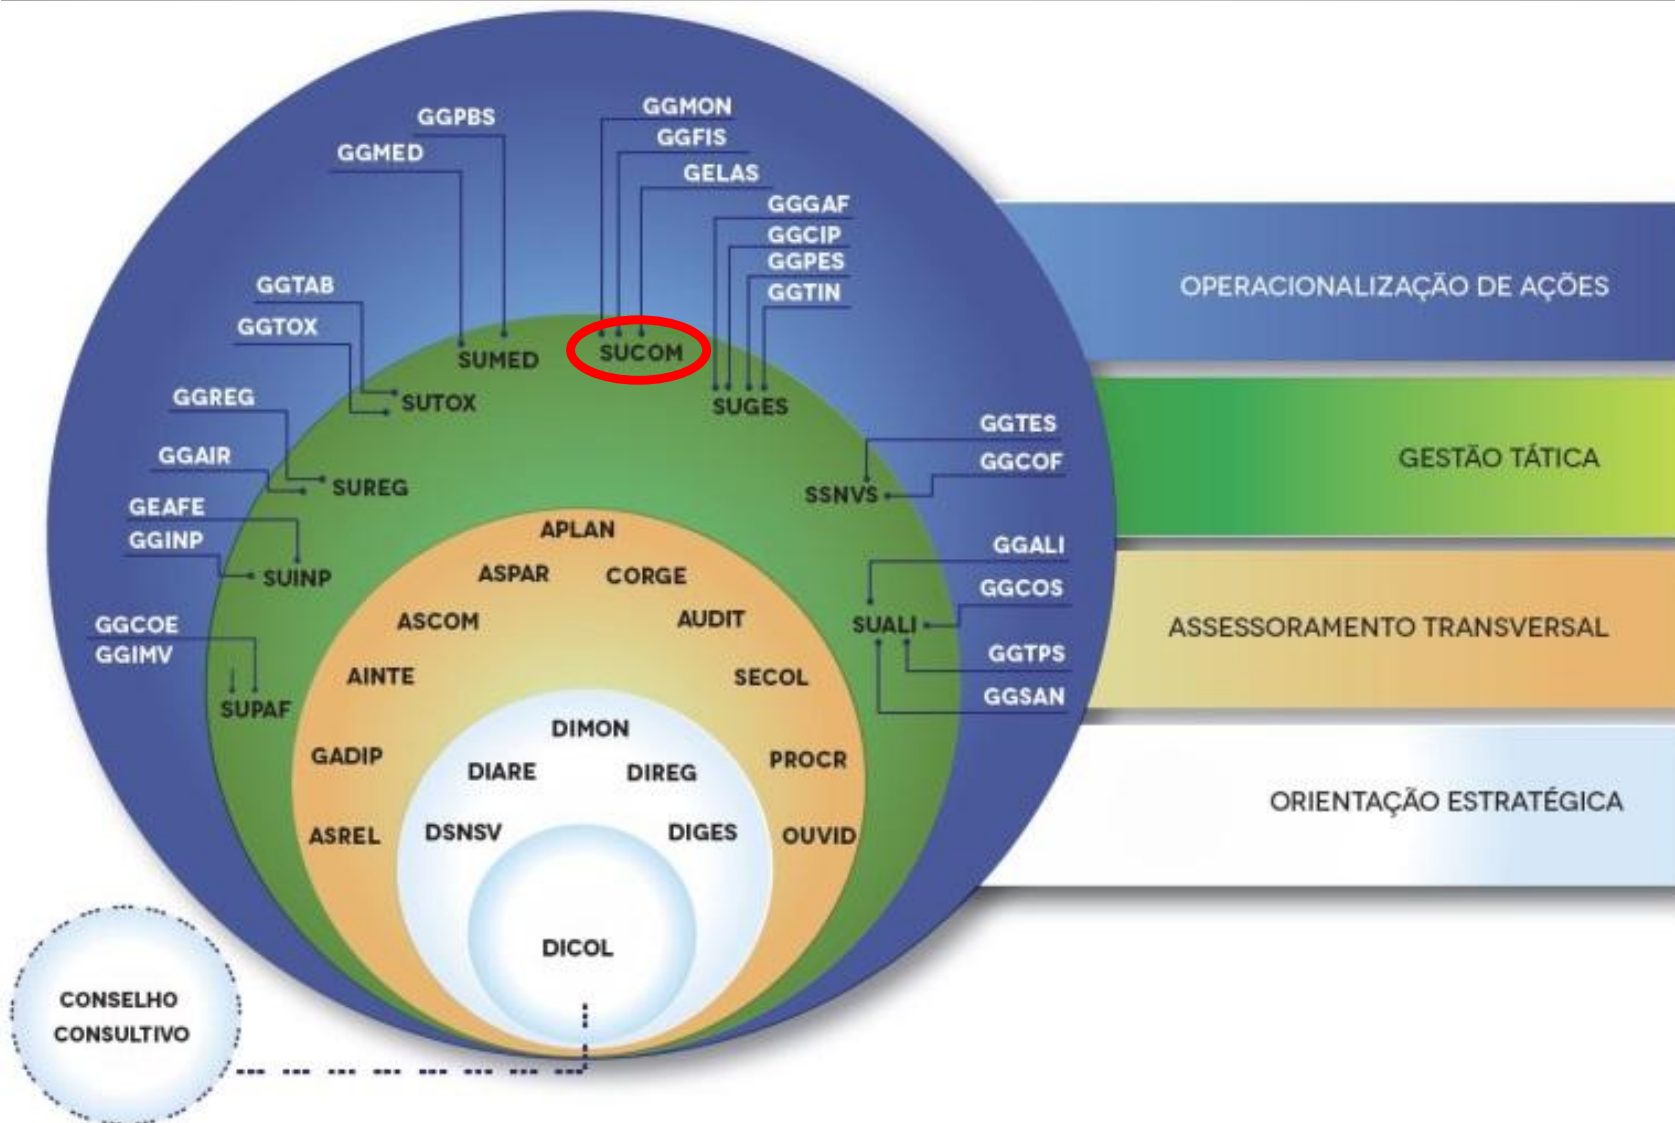 GGPBS
GGMED
GGMON
GGFIS
GELAS
GGGAF
GGCIP
GGPES
GGTIN
GGTAB
GGTOX
SUMED
SUCOM
SUTOX
SUGES
GGREG
GGAIR
SUREG
GGTES
GGCOF
SSNVS
GEAFE
GGINP
SUINP
GGALI
GGCOS
SUALI
GGTPS
GGSAN
GGCOE
GGIMV
SUPAF
APLAN
ASPAR
CORGE
ASCOM
AUDIT
AINTE
SECOL
GADIP
PROCR
ASREL
OUVID
DIMON
DIARE
DIREG
DSNSV
DIGES
DICOL
CONSELHO
CONSULTIVO
OPERACIONALIZAÇÃO DE AÇÕES
GESTÃO TÁTICA
ASSESSORAMENTO TRANSVERSAL
ORIENTAÇÃO ESTRATÉGICA